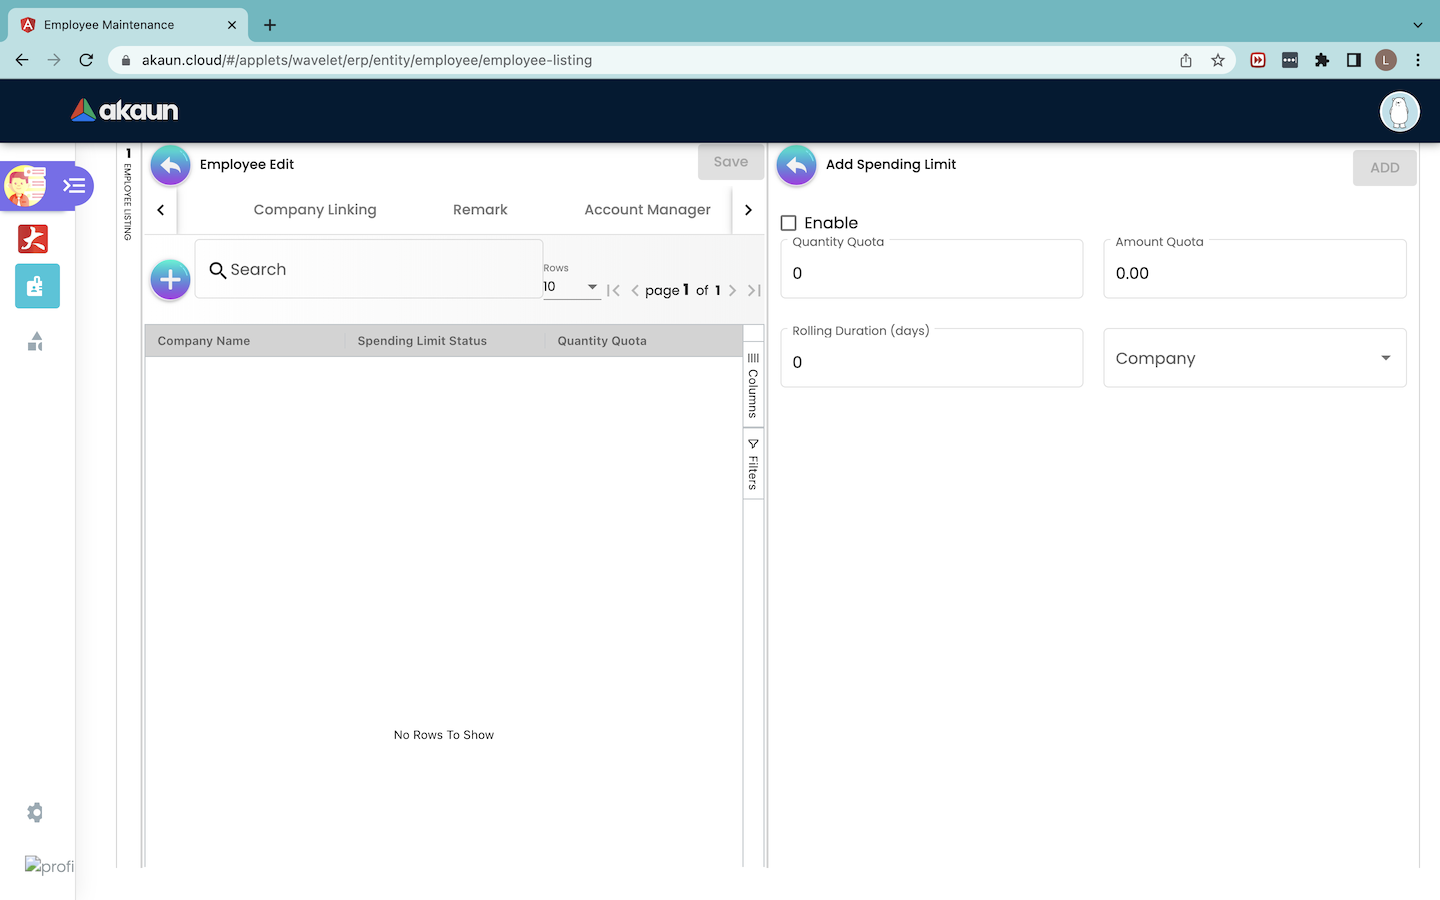 Employee Maintenance
akaun.cloud/#/applets/wavelet/erp/entity/employee/employee-listing
L
akaun
1 EMPLOYEE LISTING
Employee Edit
Save
Company Linking
Remark
Account Manager
Search
Rows
10
page 1 of 1
Company Name
Spending Limit Status
Quantity Quota
Columns
Filters
No Rows To Show
profi
Add Spending Limit
ADD
Enable
Quantity Quota
0
Amount Quota
0.00
Rolling Duration (days)
0
Company